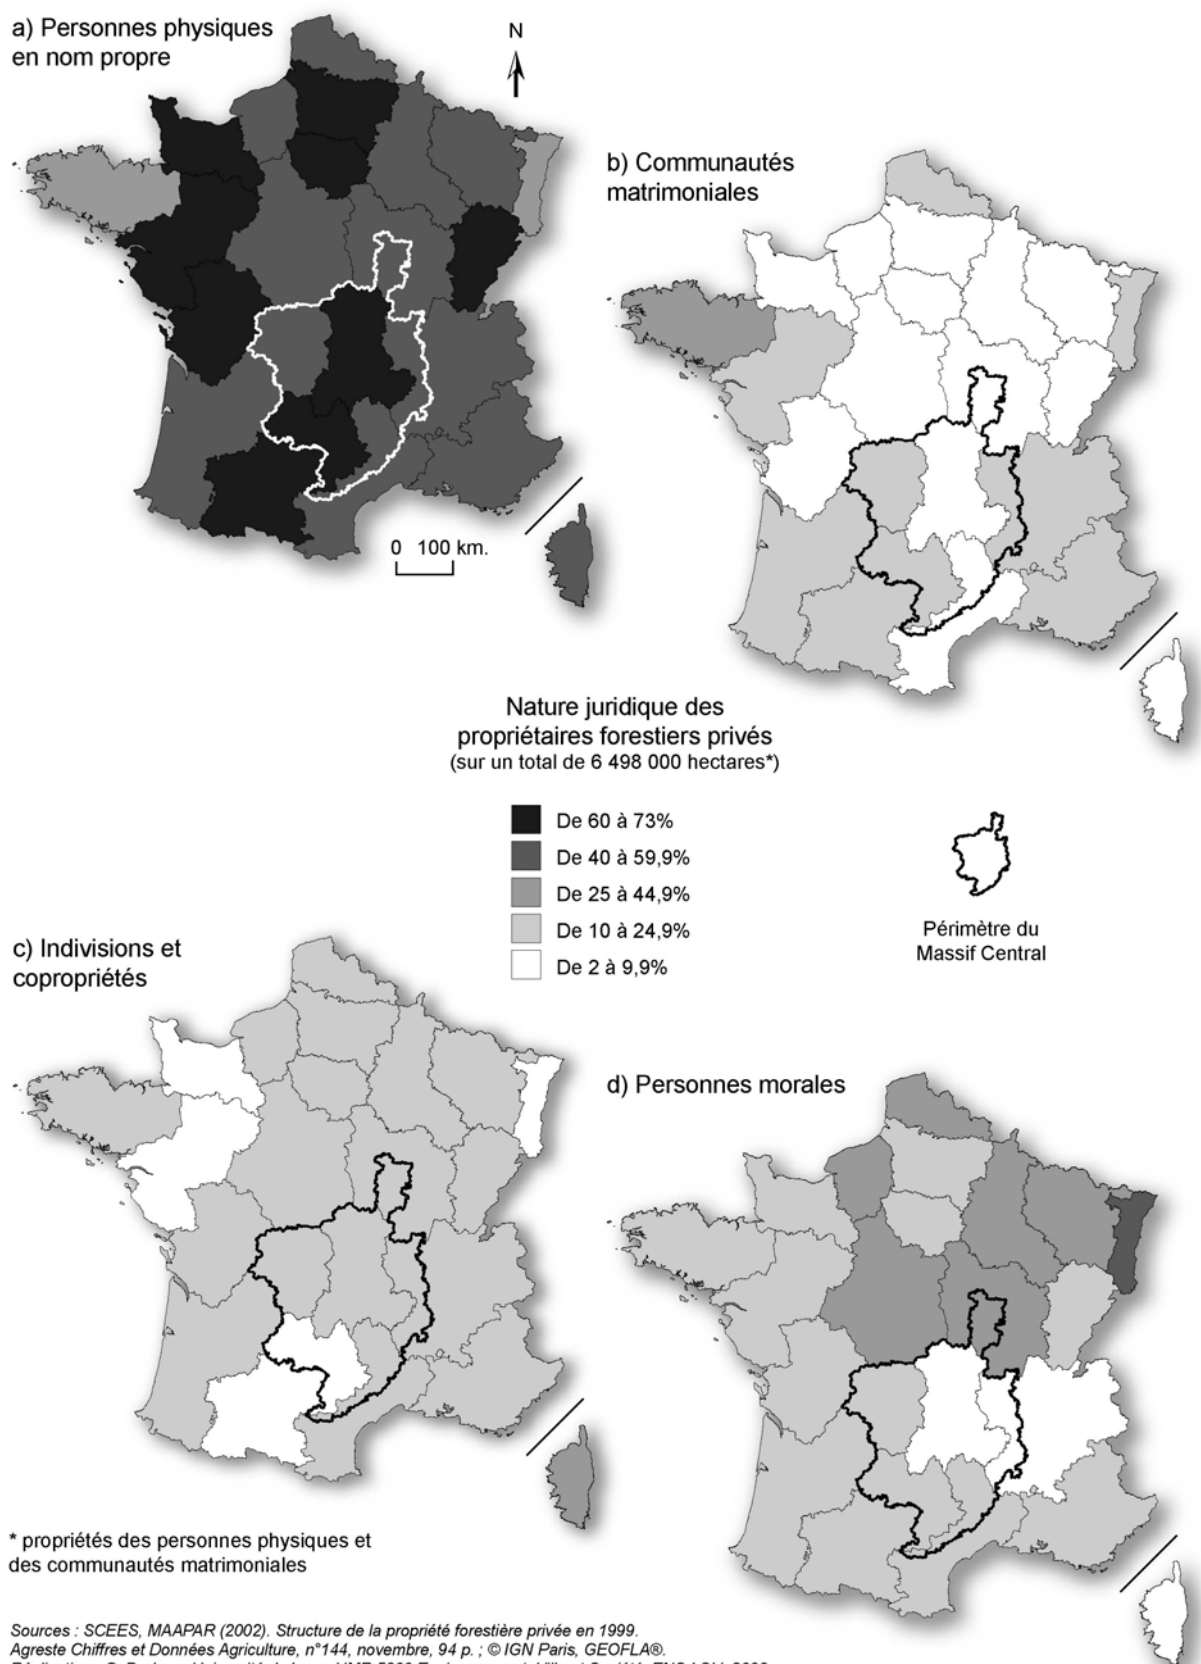 a) Personnes physiques
en nom propre
N
0 100 km.
b) Communautés
matrimoniales
Nature juridique des
propriétaires forestiers privés
(sur un total de 6 498 000 hectares*)
De 60 à 73%
De 40 à 59,9%
De 25 à 44,9%
De 10 à 24,9%
De 2 à 9,9%
Périmètre du
Massif Central
c) Indivisions et
copropriétés
d) Personnes morales
* propriétés des personnes physiques et
des communautés matrimoniales
Sources : SCEES, MAAPAR (2002). Structure de la propriété forestière privée en 1999.
Agreste Chiffres et Données Agriculture, n°144, novembre, 94 p. ; © IGN Paris, GEOFLA®.